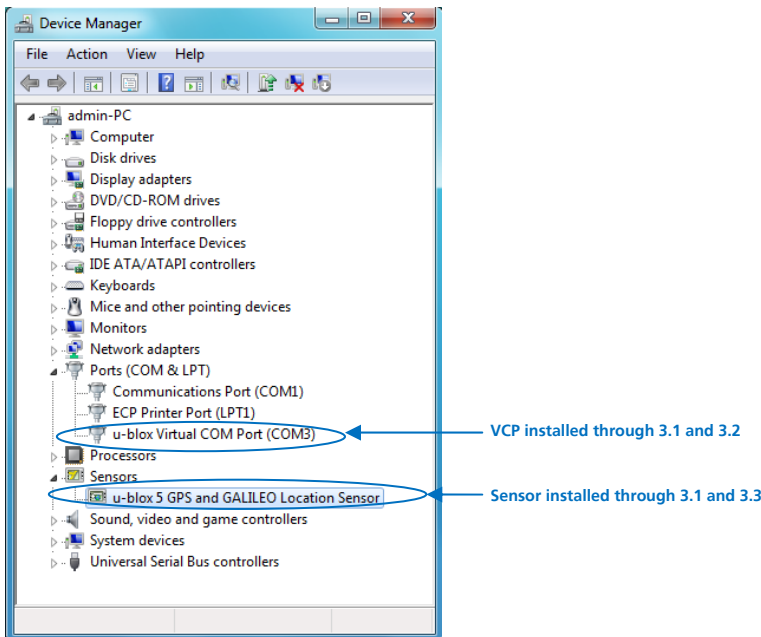 Device Manager
File Action View Help
admin-PC
Computer
Disk drives
Display adapters
DVD/CD-ROM drives
Floppy drive controllers
Human Interface Devices
IDE ATA/ATAPI controllers
Keyboards
Mice and other pointing devices
Monitors
Network adapters
Ports (COM & LPT)
Communications Port (COM1)
ECP Printer Port (LPT1)
u-blox Virtual COM Port (COM3)
VCP installed through 3.1 and 3.2
Processors
Sensors
u-blox 5 GPS and GALILEO Location Sensor
Sensor installed through 3.1 and 3.3
Sound, video and game controllers
System devices
Universal Serial Bus controllers